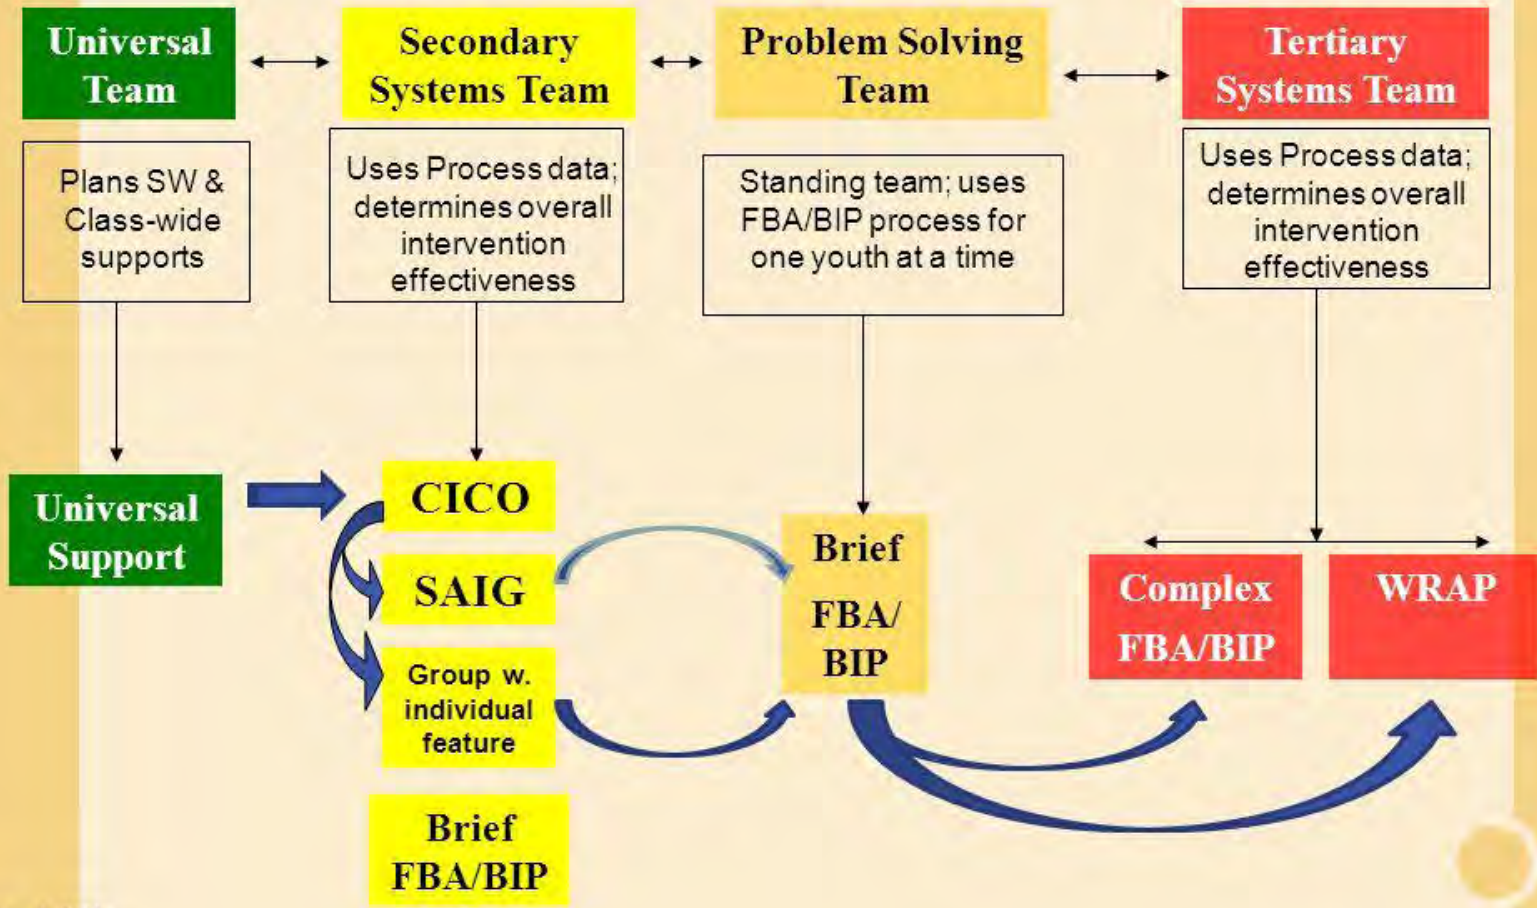 Universal
Team
Secondary
Systems Team
Problem Solving
Team
Tertiary
Systems Team
Plans SW &
Class-wide
supports
Uses Process data;
determines overall
intervention
effectiveness
Standing team; uses
FBA/BIP process for
one youth at a time
Uses Process data;
determines overall
intervention
effectiveness
Universal
Support
CICO
SAIG
Group w.
individual
feature
Brief
FBA/BIP
Brief
FBA/
BIP
Complex
FBA/BIP
WRAP